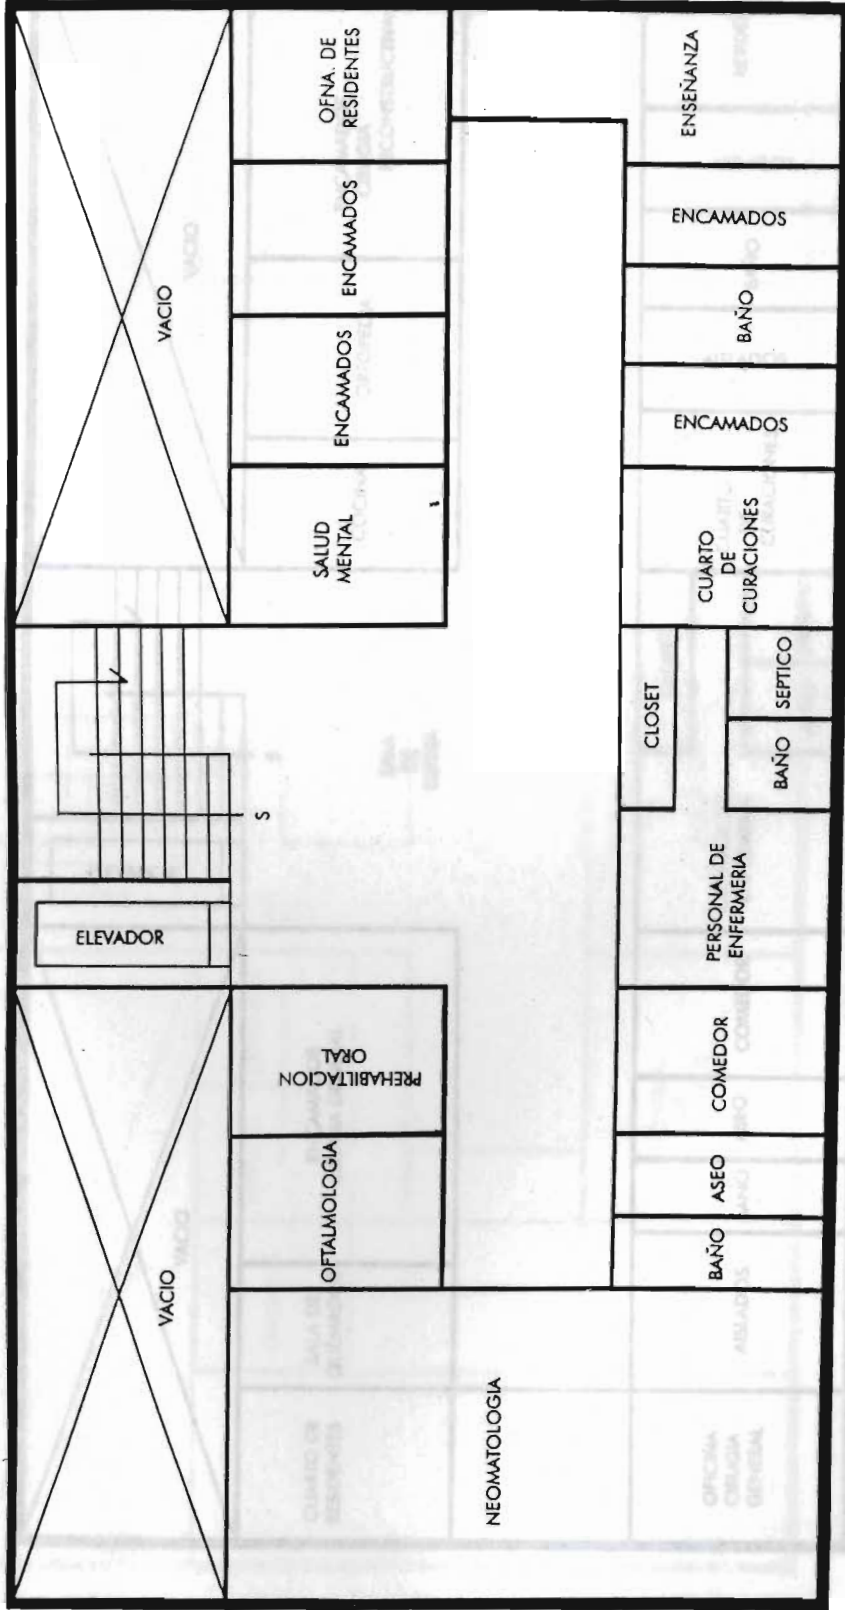 VACIO
ELEVADOR
VACIO
OFTALMOLOGIA
PREHABILTACION
ORAL
S
SALUD
MENTAL
ENCAMADOS
ENCAMADOS
OFNA. DE
RESIDENTES
NEOMATOLOGIA
BAÑO
ASEO
COMEDOR
PERSONAL DE
ENFERMERIA
CLOSET
BAÑO
SEPTICO
CUARTO
DE
CURACIONES
ENCAMADOS
BAÑO
ENCAMADOS
ENSEÑANZA